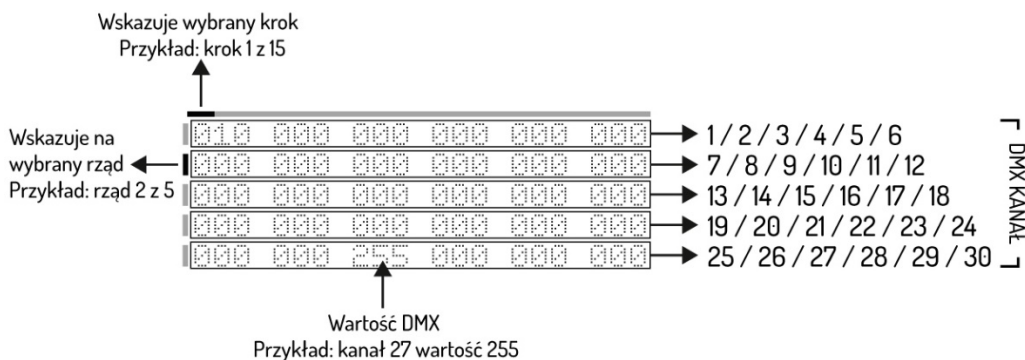 Wskazuje wybrany krok
Przykład: krok 1 z 15
Wskazuje na
wybrany rząd
Przykład: rząd 2 z 5
010 000 000 000 000 000
1 / 2 / 3 / 4 / 5 / 6
000 000 000 000 000 000
7 / 8 / 9 / 10 / 11 / 12
000 000 000 000 000 000
13 / 14 / 15 / 16 / 17 / 18
000 000 000 000 000 000
19 / 20 / 21 / 22 / 23 / 24
000 000 255 000 000 000
25 / 26 / 27 / 28 / 29 / 30
DMX KANAŁ
Wartość DMX
Przykład: kanał 27 wartość 255